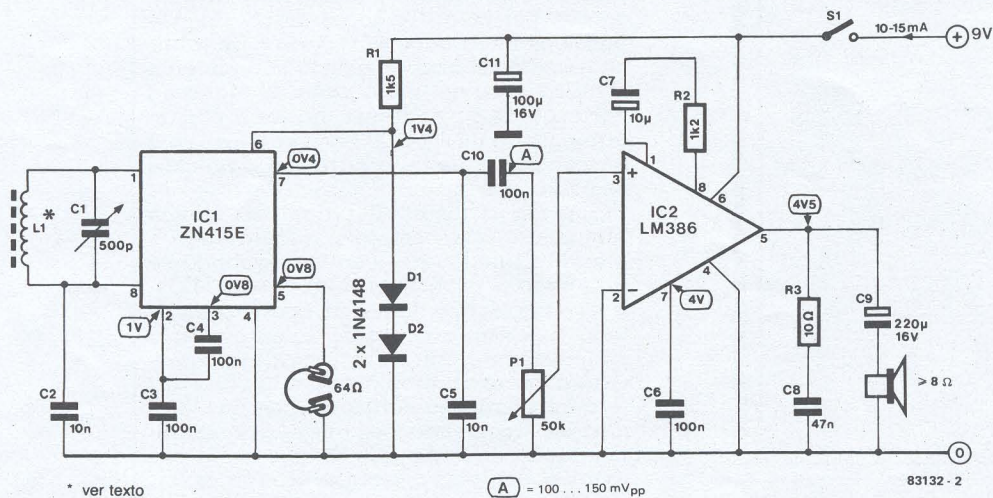 S1
10-15mA
+
9V
R1
1k5
C11
100µ
16V
C7
10µ
R2
1k2
6
1V4
0V4
C10
A
100n
1
8
1
7
3
+
6
L1
*
C1
500p
IC1
ZN415E
IC2
LM386
4V5
5
8
0V8
0V8
5
2
−
4
7
4V
1V
2
3
4
C4
100n
2 x 1N4148
D1
D2
R3
10Ω
C9
220µ
16V
64Ω
P1
50k
⩾ 8 Ω
C2
10n
C3
100n
C5
10n
C6
100n
C8
47n
0
* ver texto
A = 100 . . . 150 mVpp
83132 - 2